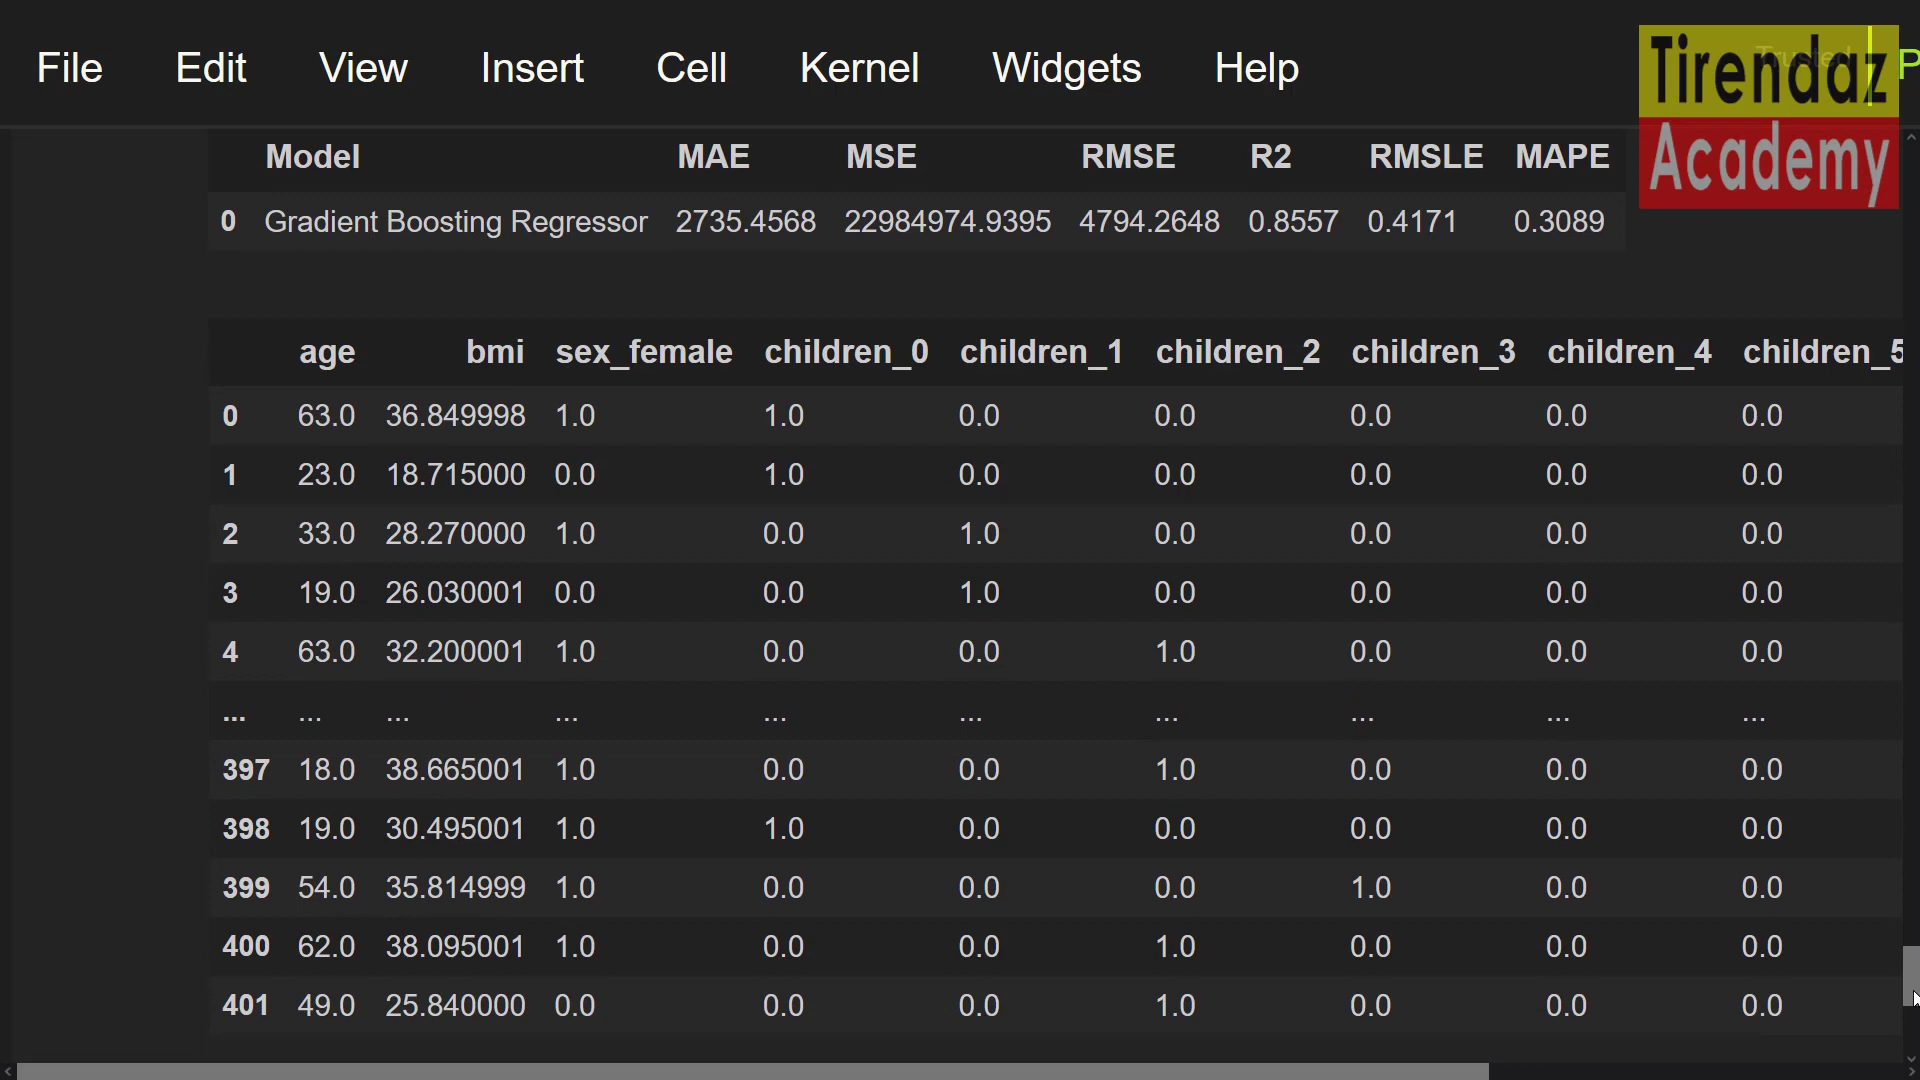 File Edit View Insert Cell Kernel Widgets Help Trusted P
Tirendaz
Academy
Model MAE MSE RMSE R2 RMSLE MAPE
0 Gradient Boosting Regressor 2735.4568 22984974.9395 4794.2648 0.8557 0.4171 0.3089
age bmi sex_female children_0 children_1 children_2 children_3 children_4 children_5
0 63.0 36.849998 1.0 1.0 0.0 0.0 0.0 0.0 0.0
1 23.0 18.715000 0.0 1.0 0.0 0.0 0.0 0.0 0.0
2 33.0 28.270000 1.0 0.0 1.0 0.0 0.0 0.0 0.0
3 19.0 26.030001 0.0 0.0 1.0 0.0 0.0 0.0 0.0
4 63.0 32.200001 1.0 0.0 0.0 1.0 0.0 0.0 0.0
... ... ... ... ... ... ... ... ... ...
397 18.0 38.665001 1.0 0.0 0.0 1.0 0.0 0.0 0.0
398 19.0 30.495001 1.0 1.0 0.0 0.0 0.0 0.0 0.0
399 54.0 35.814999 1.0 0.0 0.0 0.0 1.0 0.0 0.0
400 62.0 38.095001 1.0 0.0 0.0 1.0 0.0 0.0 0.0
401 49.0 25.840000 0.0 0.0 0.0 1.0 0.0 0.0 0.0